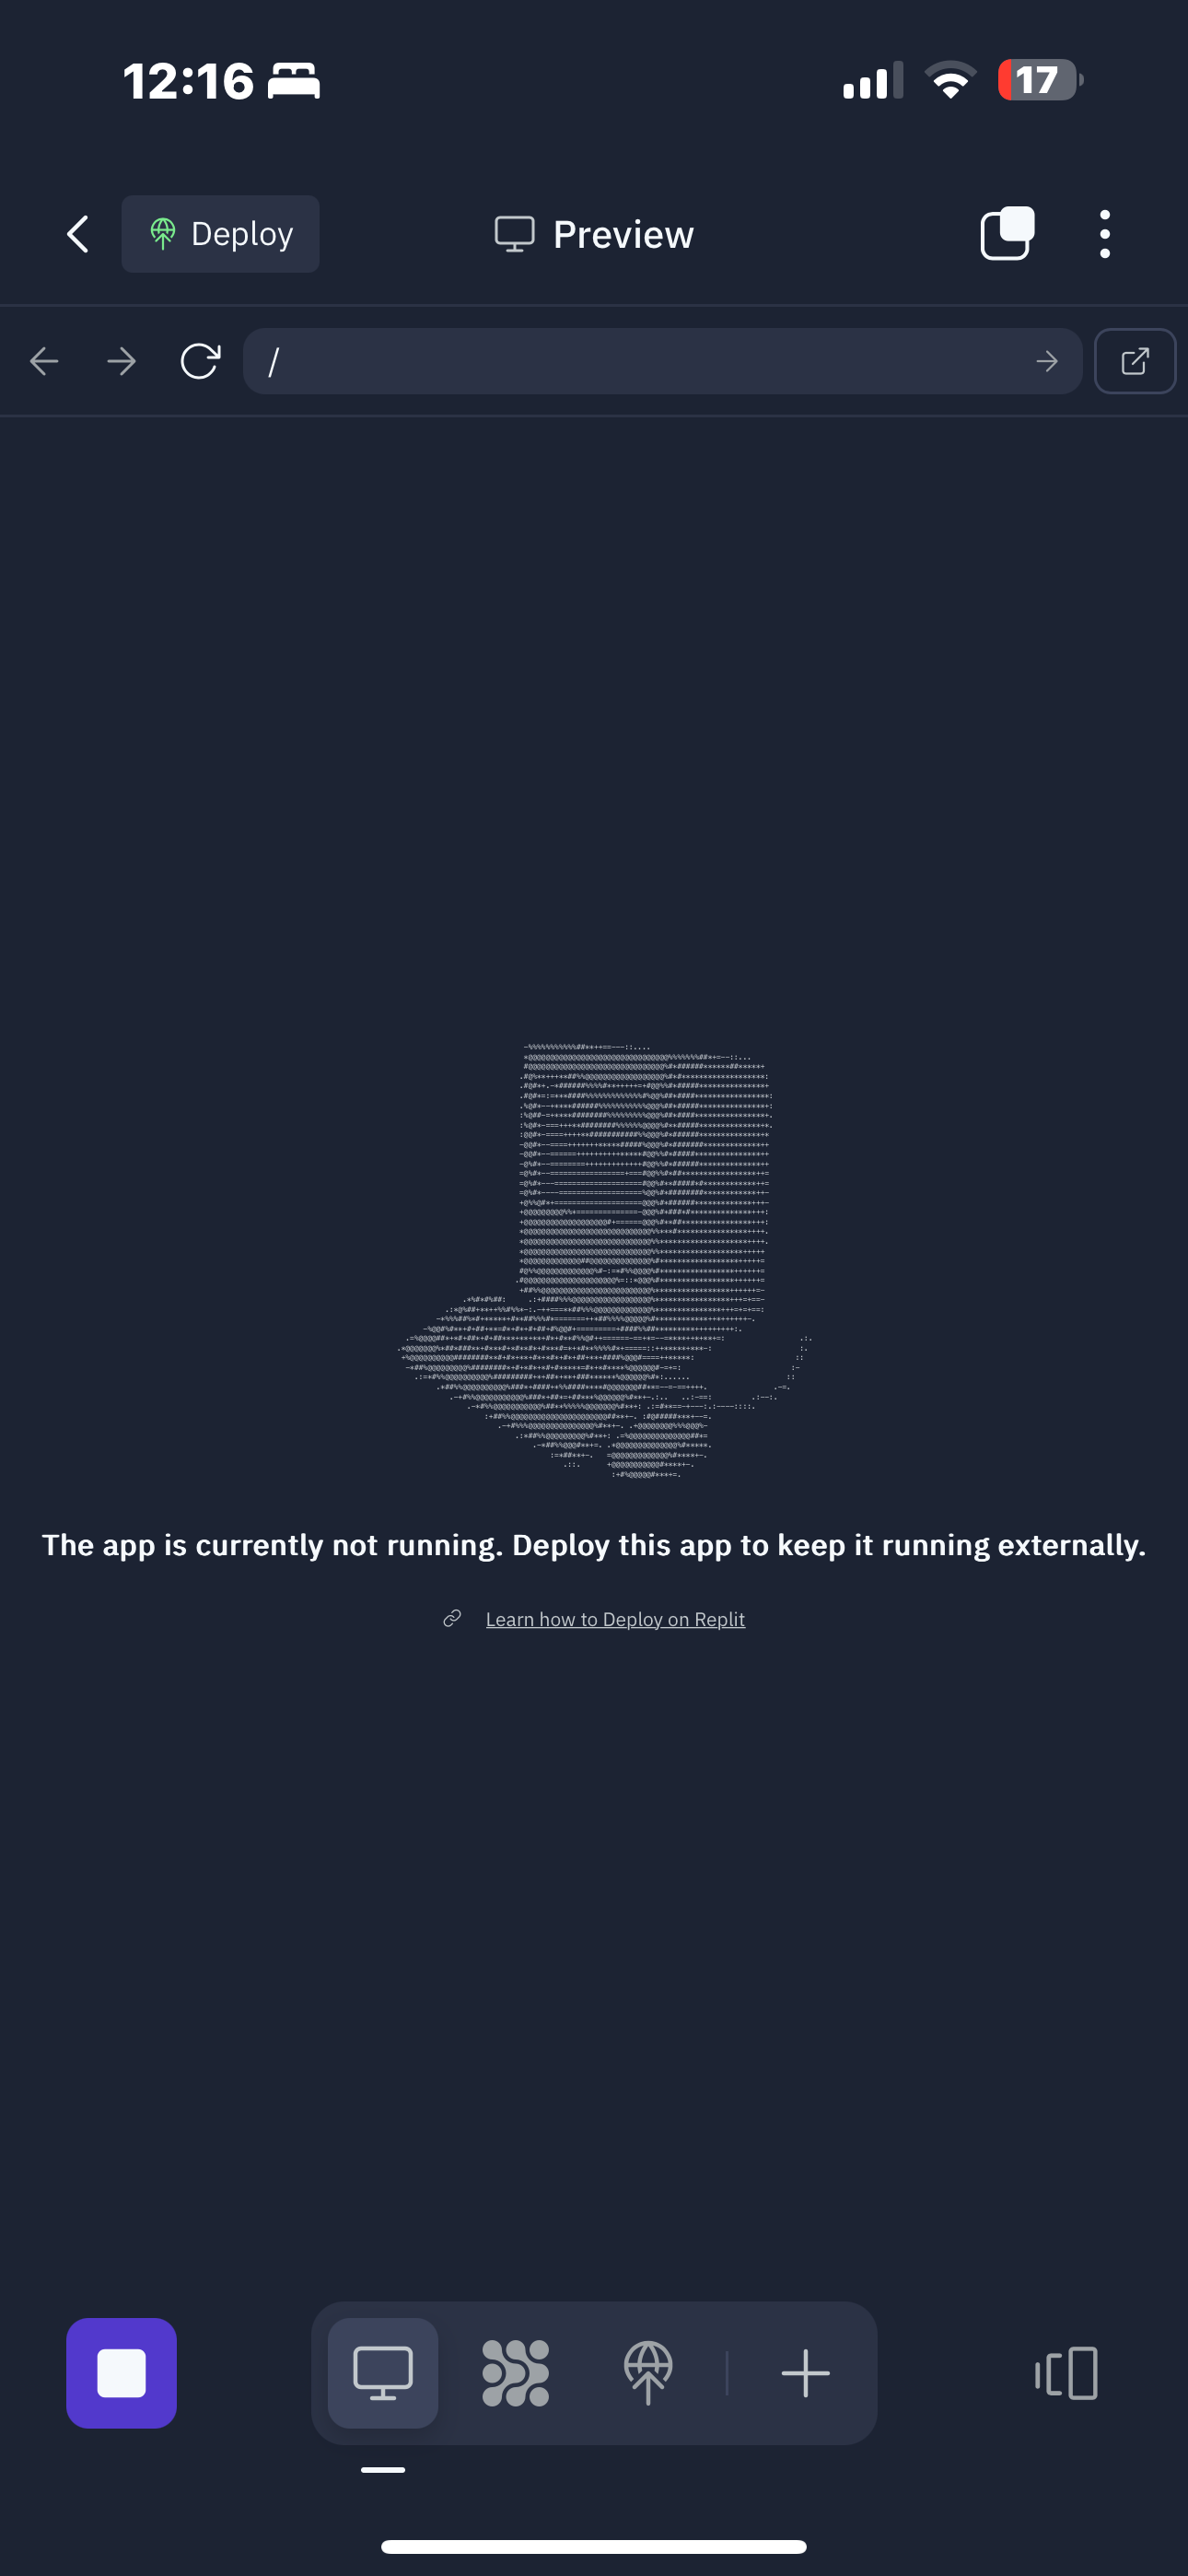 12:16
17
Deploy
Preview
/
The app is currently not running. Deploy this app to keep it running externally.
Learn how to Deploy on Replit